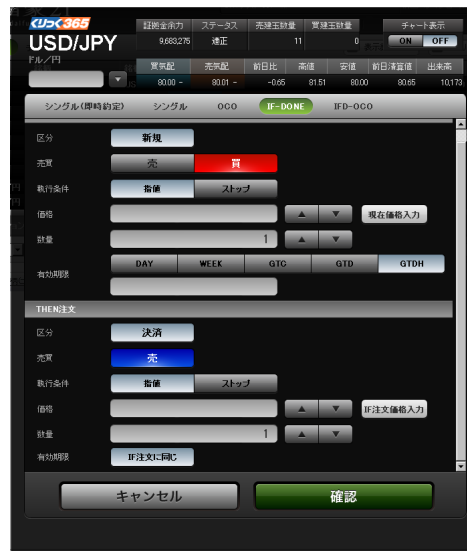 くりっく365
証拠金余力 ステータス 売建玉数量 買建玉数量 チャート表示
USD/JPY 9,683,275 適正 11 0 ON OFF
ドル／円
買気配 売気配 前日比 高値 安値 前日清算値 出来高
80.00 - 80.01 - -0.65 81.51 80.00 80.65 10,173
シングル(即時約定) シングル OCO IF-DONE IFD-OCO
区分 新規
売買 売 買
執行条件 指値 ストップ
価格 ▲ ▼ 現在価格入力
数量 1 ▲ ▼
有効期限 DAY WEEK GTC GTD GTDH
THEN注文
区分 決済
売買 売
執行条件 指値 ストップ
価格 ▲ ▼ IF注文価格入力
数量 1 ▲ ▼
有効期限 IF注文に同じ
キャンセル 確認